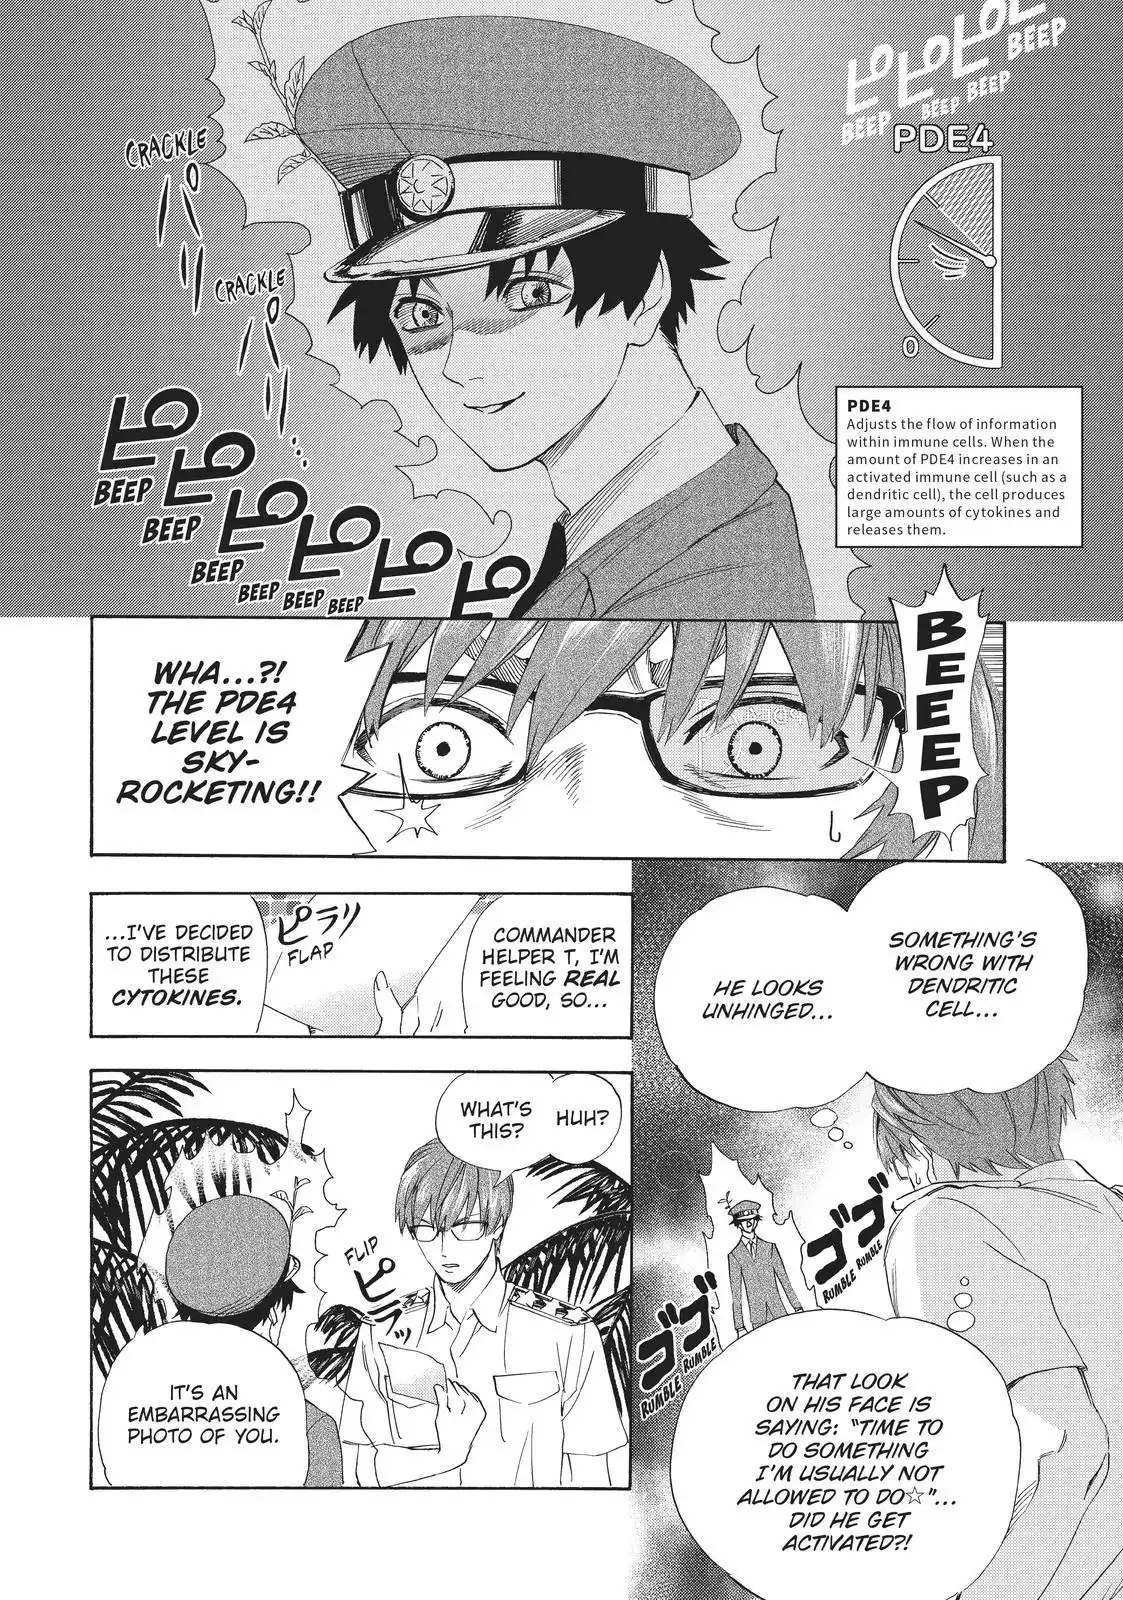 ピピピピ
BEEP
BEEP
BEEP
BEEP
PDE4
0
PDE4
Adjusts the flow of information
within immune cells. When the
amount of PDE4 increases in an
activated immune cell (such as a
dendritic cell), the cell produces
large amounts of cytokines and
releases them.
CRACKLE
CRACKLE
ピピピピピピ
BEEP
BEEP
BEEP
BEEP
BEEP
BEEP
BEEEP
WHA...?!
THE PDE4
LEVEL IS
SKY-
ROCKETING!!
SOMETHING'S
WRONG WITH
DENDRITIC
CELL...
HE LOOKS
UNHINGED...
ゴゴ
RUMBLE RUMBLE
ゴゴ
RUMBLE RUMBLE
THAT LOOK
ON HIS FACE IS
SAYING: "TIME TO
DO SOMETHING
I'M USUALLY NOT
ALLOWED TO DO☆"...
DID HE GET
ACTIVATED?!
COMMANDER
HELPER T, I'M
FEELING REAL
GOOD, SO...
ピラリ
FLAP
...I'VE DECIDED
TO DISTRIBUTE
THESE
CYTOKINES.
HUH?
WHAT'S
THIS?
FLIP
ピラッ
IT'S AN
EMBARRASSING
PHOTO OF YOU.